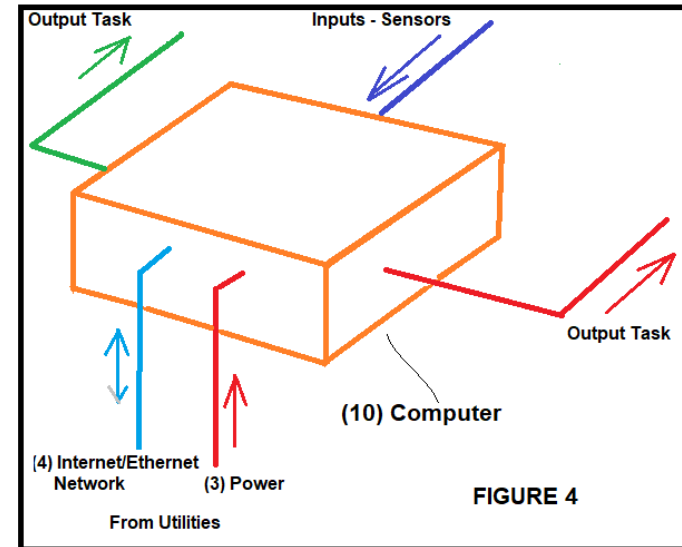 Output Task
Inputs - Sensors
Output Task
(10) Computer
(4) Internet/Ethernet
Network
(3) Power
FIGURE 4
From Utilities